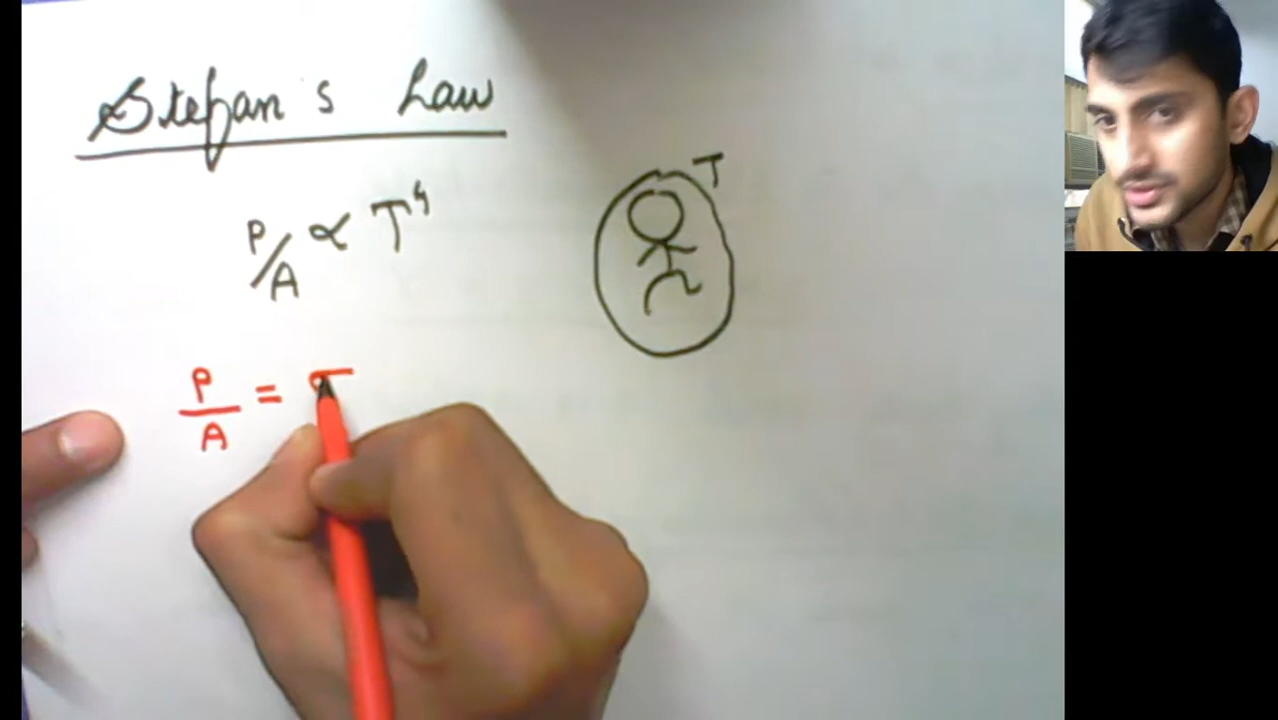 Stefan's Law
P/A ∝ T⁴
T
P/A = σ